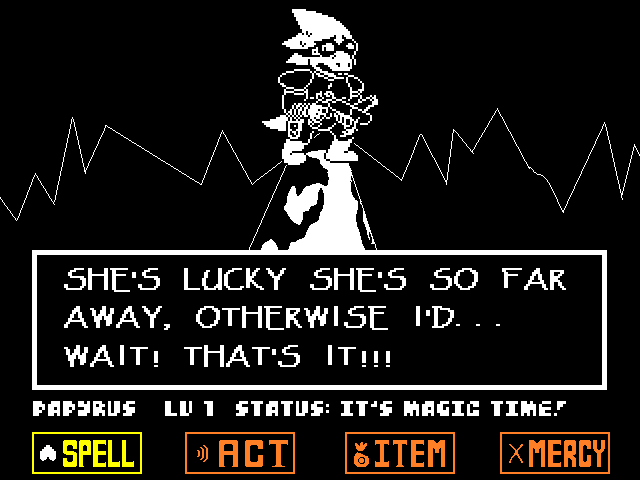 SHE'S LUCKY SHE'S SO FAR
AWAY, OTHERWISE I'D...
WAIT! THAT'S IT!!!
PAPYRUS LV 1 STATUS: IT'S MAGIC TIME!
SPELL ACT ITEM MERCY